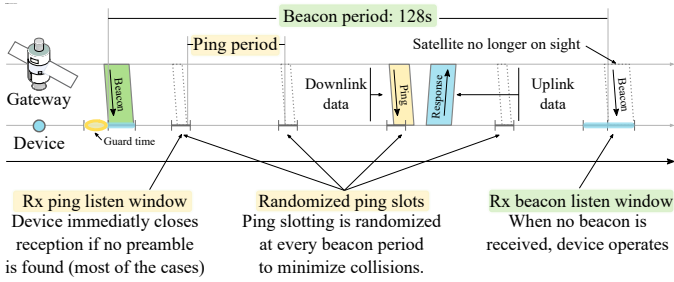 Beacon period: 128s
Ping period
Satellite no longer on sight
Gateway
Beacon
Downlink
data
Ping
Response
Uplink
data
Beacon
Device
Guard time
Rx ping listen window
Device immediatly closes
reception if no preamble
is found (most of the cases)
Randomized ping slots
Ping slotting is randomized
at every beacon period
to minimize collisions.
Rx beacon listen window
When no beacon is
received, device operates